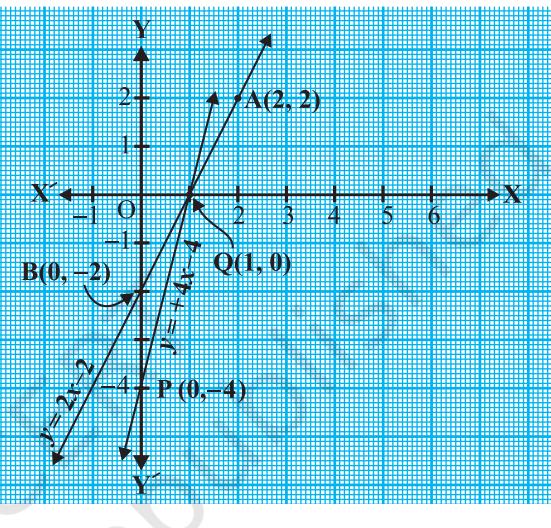 Y
2
A(2, 2)
1
X′
–1
O
2
3
4
5
6
X
–1
Q(1, 0)
B(0, –2)
y = +4x–4
y = 2x–2
–4
P (0,–4)
Y′